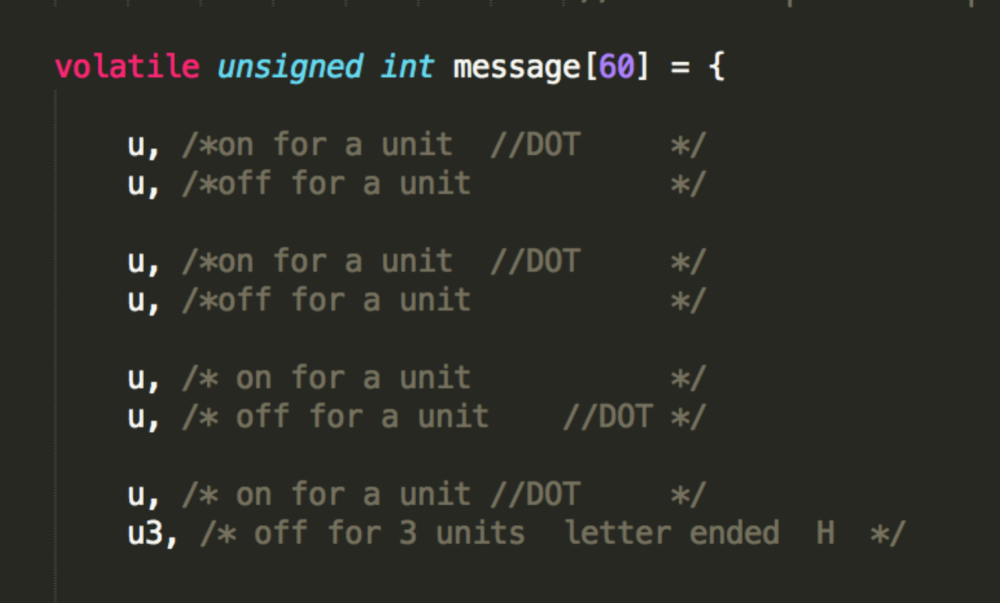 volatile unsigned int message[60] = {
u, /*on for a unit  //DOT     */
u, /*off for a unit           */
u, /*on for a unit  //DOT     */
u, /*off for a unit           */
u, /* on for a unit           */
u, /* off for a unit    //DOT */
u, /* on for a unit //DOT     */
u3, /* off for 3 units  letter ended  H  */